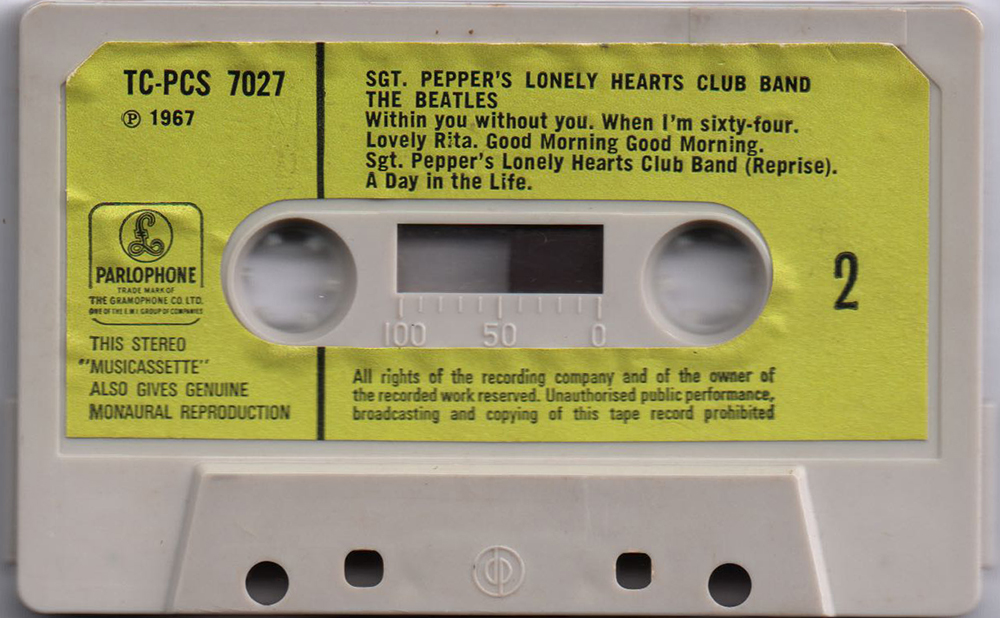 TC-PCS 7027
℗ 1967
SGT. PEPPER'S LONELY HEARTS CLUB BAND
THE BEATLES
Within you without you. When I'm sixty-four.
Lovely Rita. Good Morning Good Morning.
Sgt. Pepper's Lonely Hearts Club Band (Reprise).
A Day in the Life.
£
PARLOPHONE
TRADE MARK OF
THE GRAMOPHONE CO. LTD.
ONE OF THE E.M.I. GROUP OF COMPANIES
THIS STEREO
"MUSICASSETTE"
ALSO GIVES GENUINE
MONAURAL REPRODUCTION
100 50 0
2
All rights of the recording company and of the owner of
the recorded work reserved. Unauthorised public performance,
broadcasting and copying of this tape record prohibited